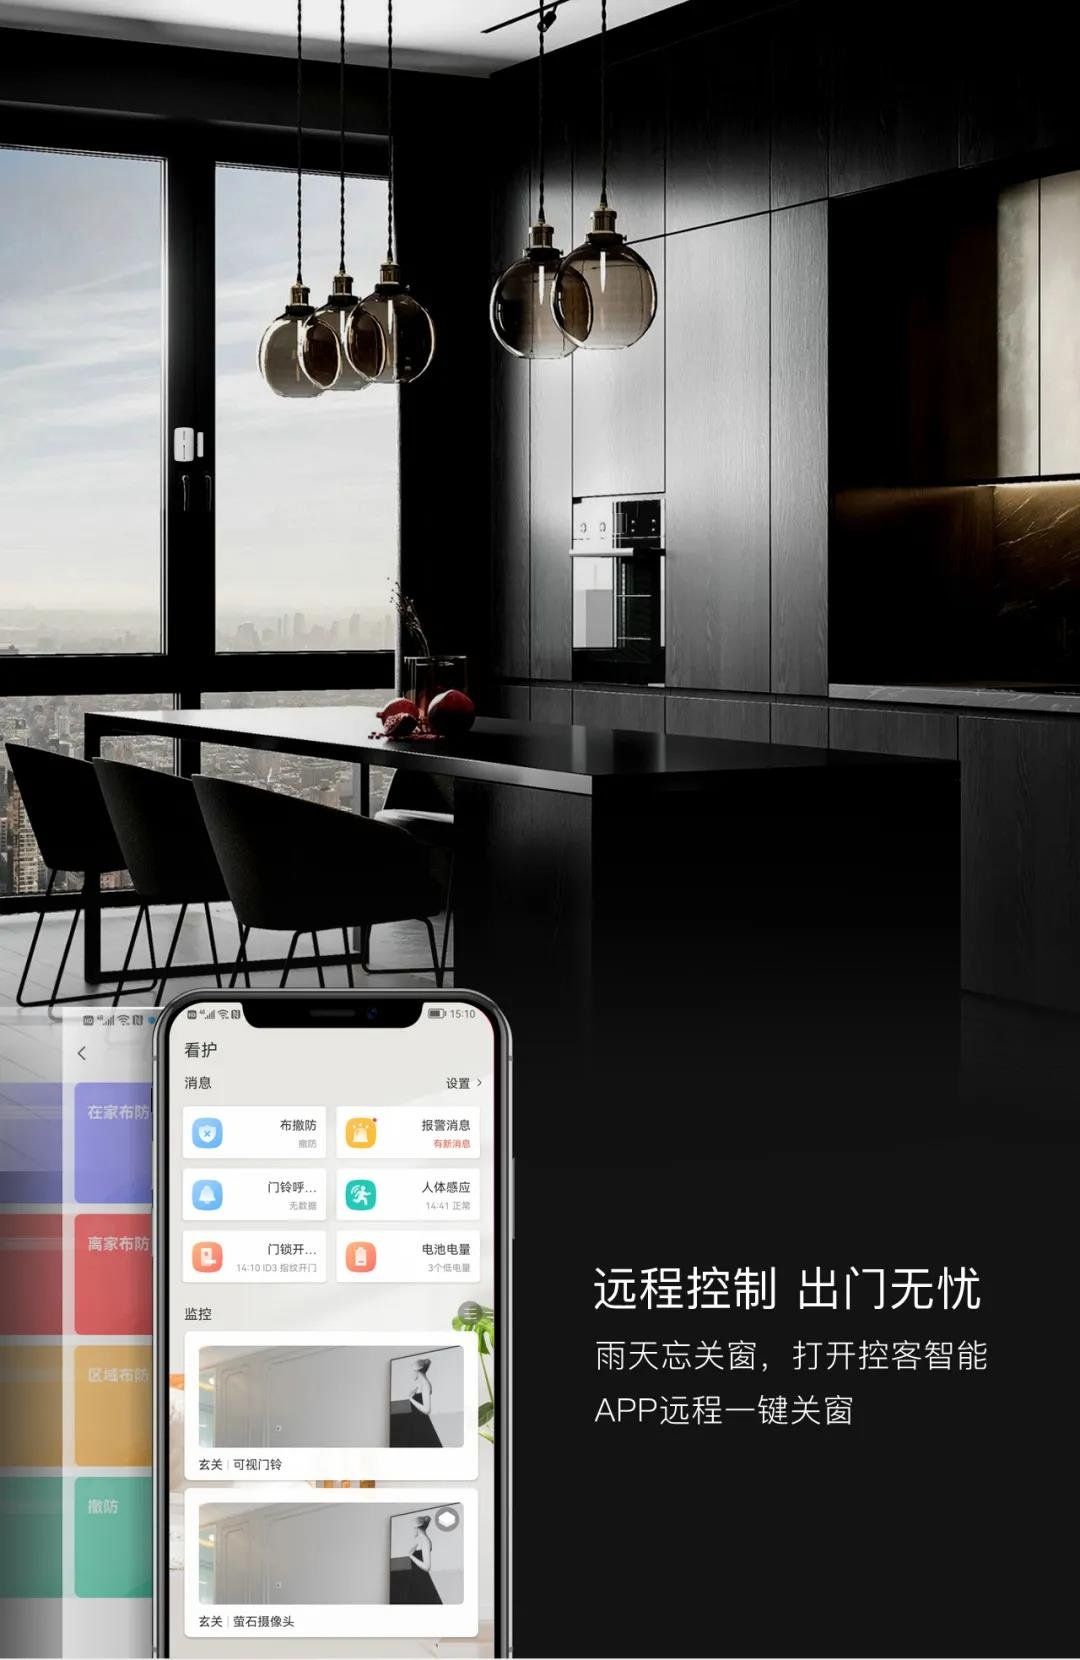 HD 4G 15:10
看护
消息 设置 >
布撤防
撤防
报警消息
有新消息
门铃呼...
无数据
人体感应
14:41 正常
门锁开...
14:10 ID3 指纹开门
电池电量
3个低电量
监控
玄关 | 可视门铃
玄关 | 萤石摄像头
在家布防
离家布防
区域布防
撤防
远程控制 出门无忧
雨天忘关窗，打开控客智能
APP远程一键关窗